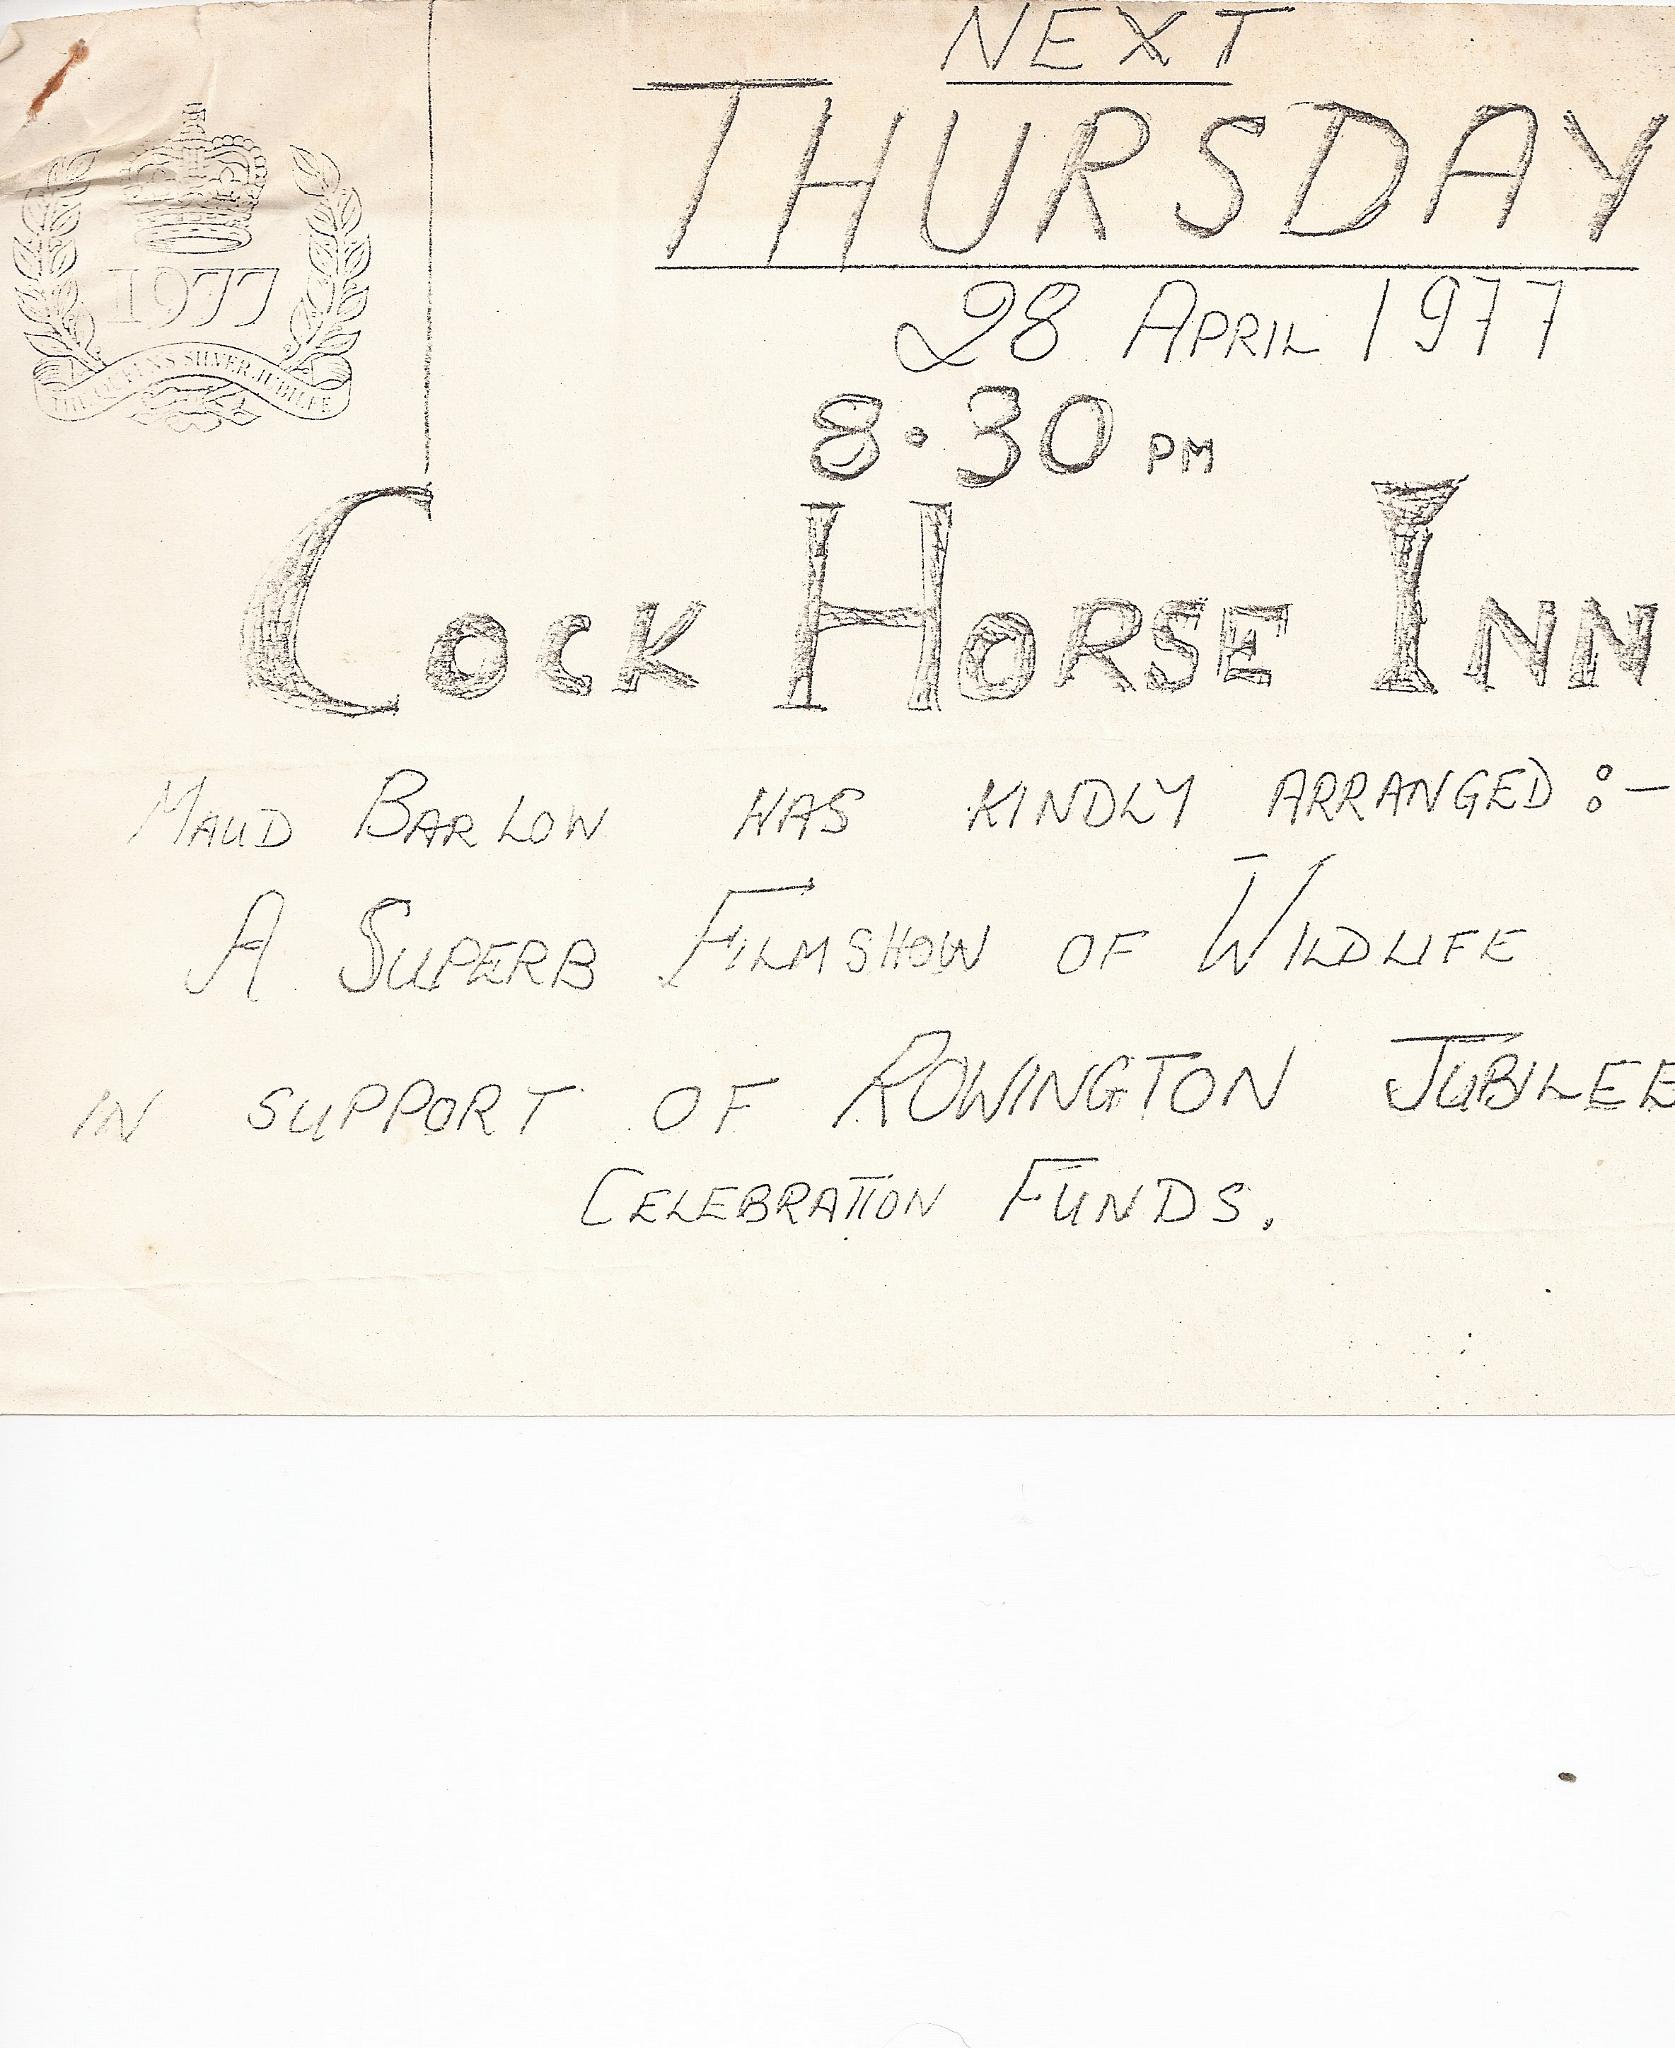 NEXT
THURSDAY
1977
THE QUEEN'S SILVER JUBILEE
28 APRIL 1977
8·30 PM
COCK HORSE INN
MAUD BARLOW HAS KINDLY ARRANGED :-
A SUPERB FILMSHOW OF WILDLIFE
IN SUPPORT OF ROWINGTON JUBILEE
CELEBRATION FUNDS.